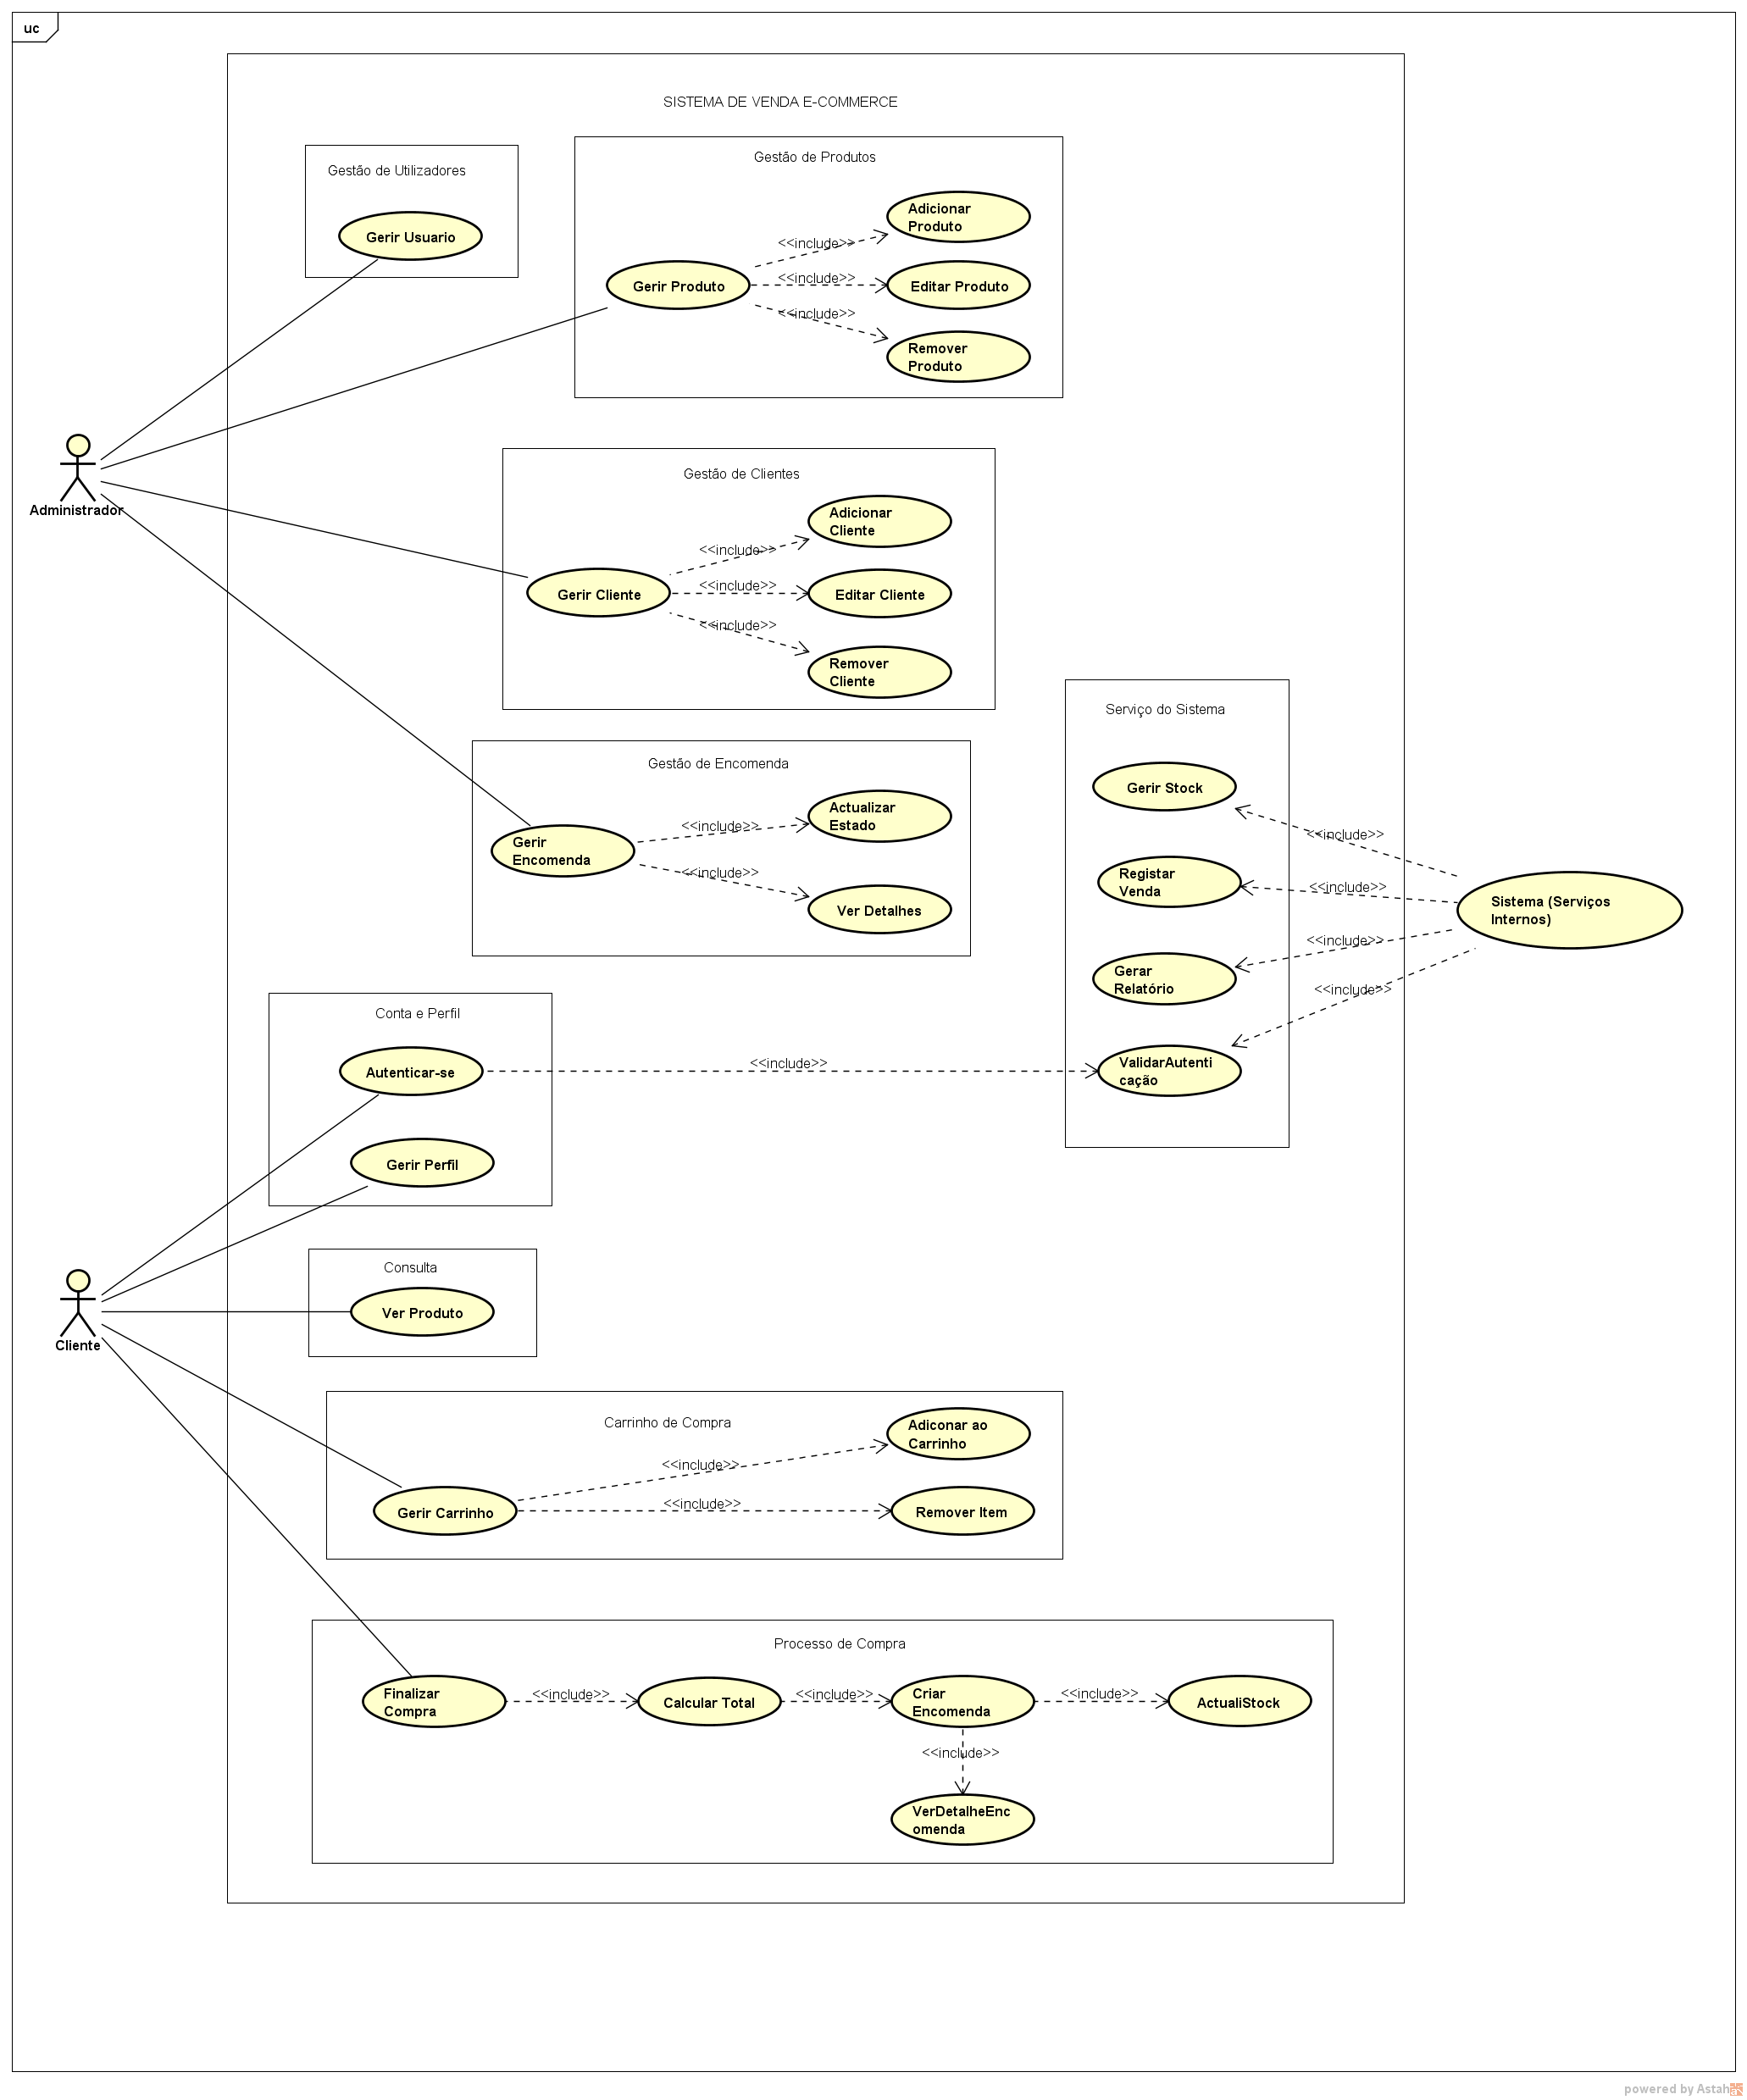 uc
SISTEMA DE VENDA E-COMMERCE
Gestão de Utilizadores
Gerir Usuario
Gestão de Produtos
Adicionar
Produto
<<include>>
Gerir Produto
<<include>>
Editar Produto
<<include>>
Remover
Produto
Administrador
Gestão de Clientes
Adicionar
Cliente
<<include>>
Gerir Cliente
<<include>>
Editar Cliente
<<include>>
Remover
Cliente
Gestão de Encomenda
Actualizar
Estado
<<include>>
Gerir
Encomenda
<<include>>
Ver Detalhes
Serviço do Sistema
Gerir Stock
<<include>>
Registar
Venda
<<include>>
Sistema (Serviços
Internos)
<<include>>
Gerar
Relatório
<<include>>
ValidarAutenti
cação
Conta e Perfil
Autenticar-se
<<include>>
Gerir Perfil
Consulta
Ver Produto
Cliente
Carrinho de Compra
Adiconar ao
Carrinho
<<include>>
Gerir Carrinho
<<include>>
Remover Item
Processo de Compra
Finalizar
Compra
<<include>>
Calcular Total
<<include>>
Criar
Encomenda
<<include>>
ActualiStock
<<include>>
VerDetalheEnc
omenda
powered by Astah